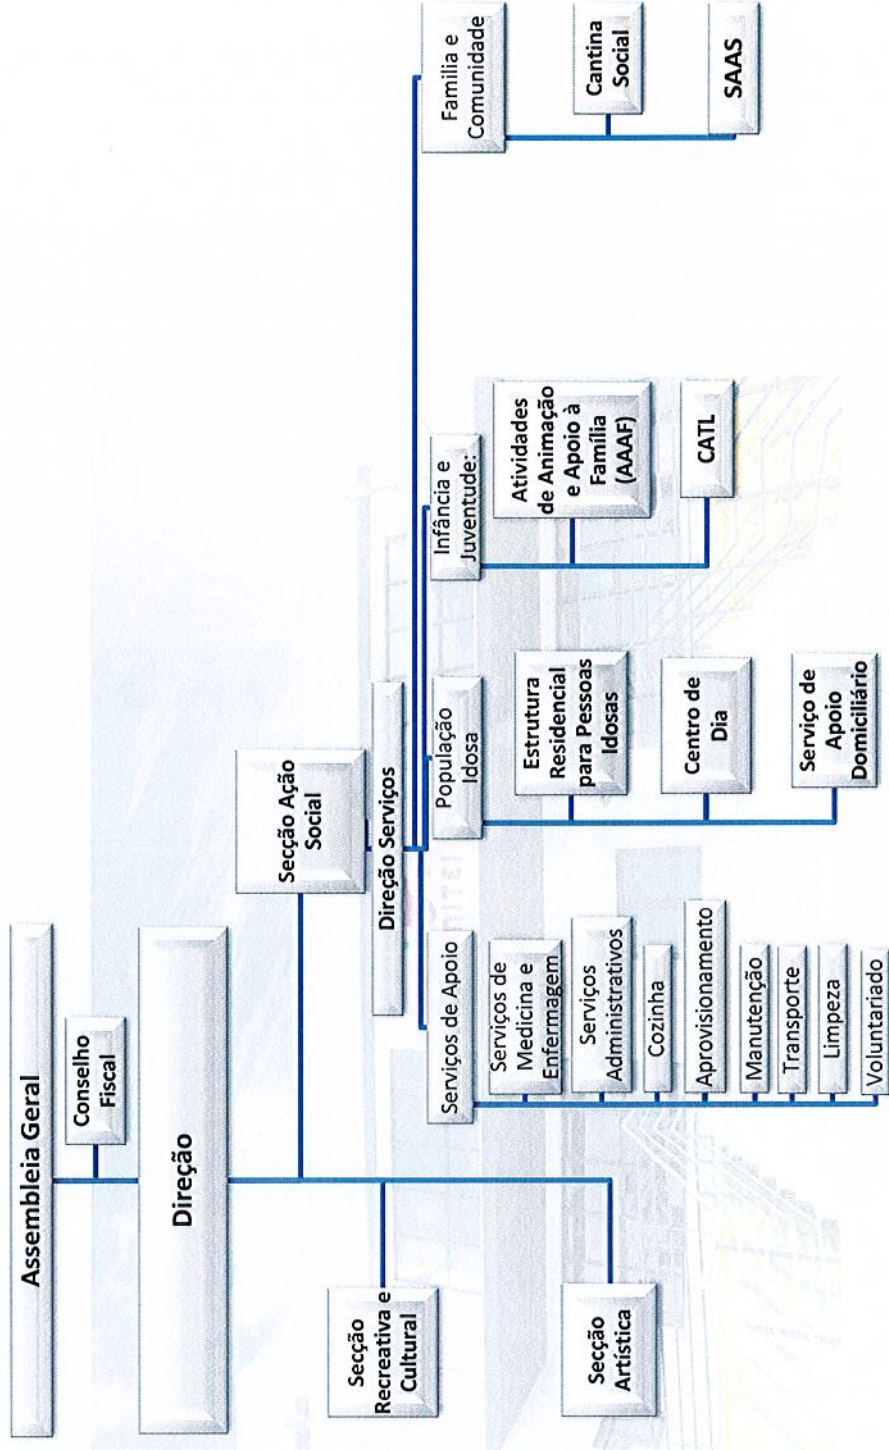 Assembleia Geral
Conselho
Fiscal
Direção
Secção Ação
Social
Secção
Recreativa e
Cultural
Secção
Artística
Direção Serviços
Serviços de Apoio
Serviços de
Medicina e
Enfermagem
Serviços
Administrativos
Cozinha
Aprovisionamento
Manutenção
Transporte
Limpeza
Voluntariado
População
Idosa
Estrutura
Residencial
para Pessoas
Idosas
Centro de
Dia
Serviço de
Apoio
Domiciliário
Infância e
Juventude:
Atividades
de Animação
e Apoio à
Família
(AAAF)
CATL
Familia e
Comunidade
Cantina
Social
SAAS